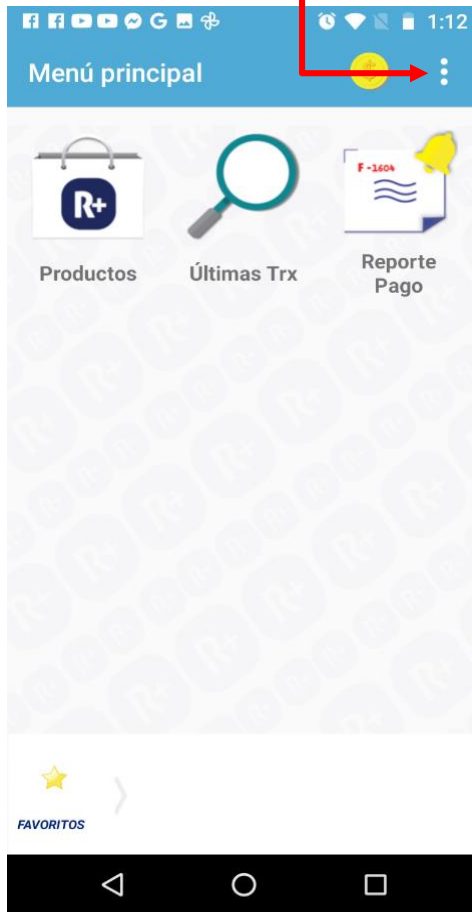 1:12
Menú principal
R+
F-1604
Productos
Últimas Trx
Reporte
Pago
FAVORITOS